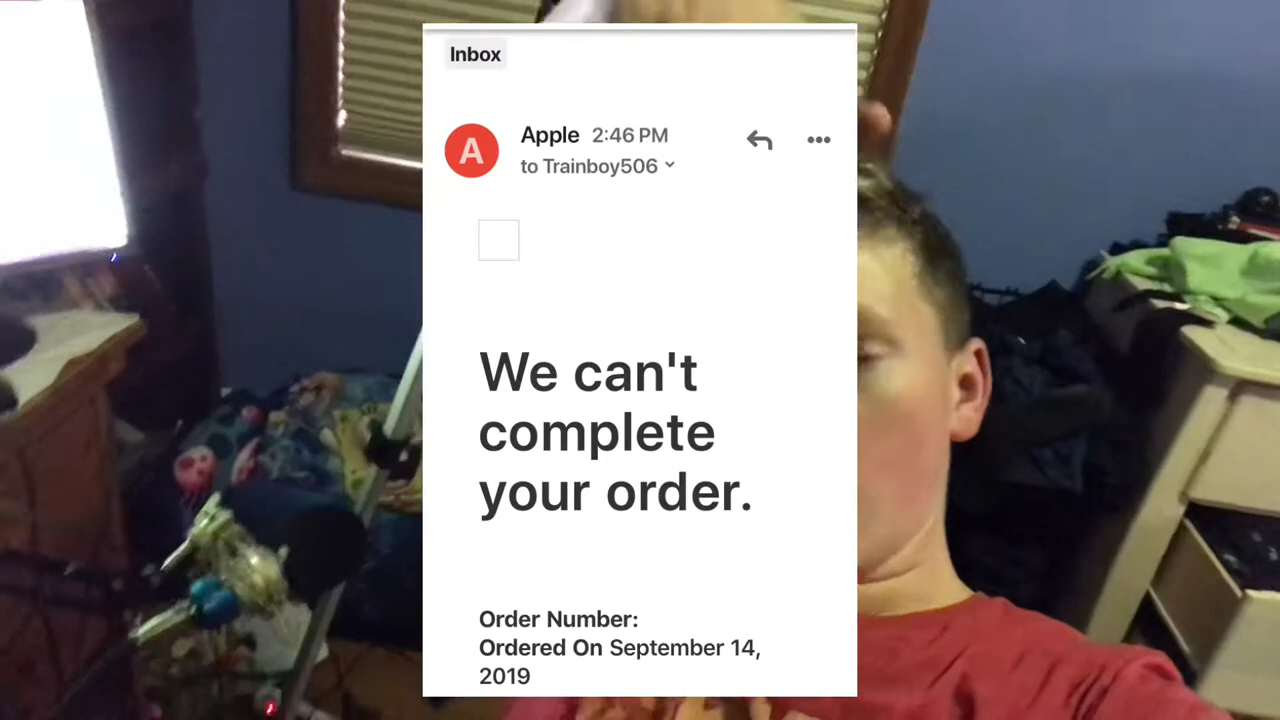 Inbox
A
Apple 2:46 PM
to Trainboy506
We can't
complete
your order.
Order Number:
Ordered On September 14,
2019